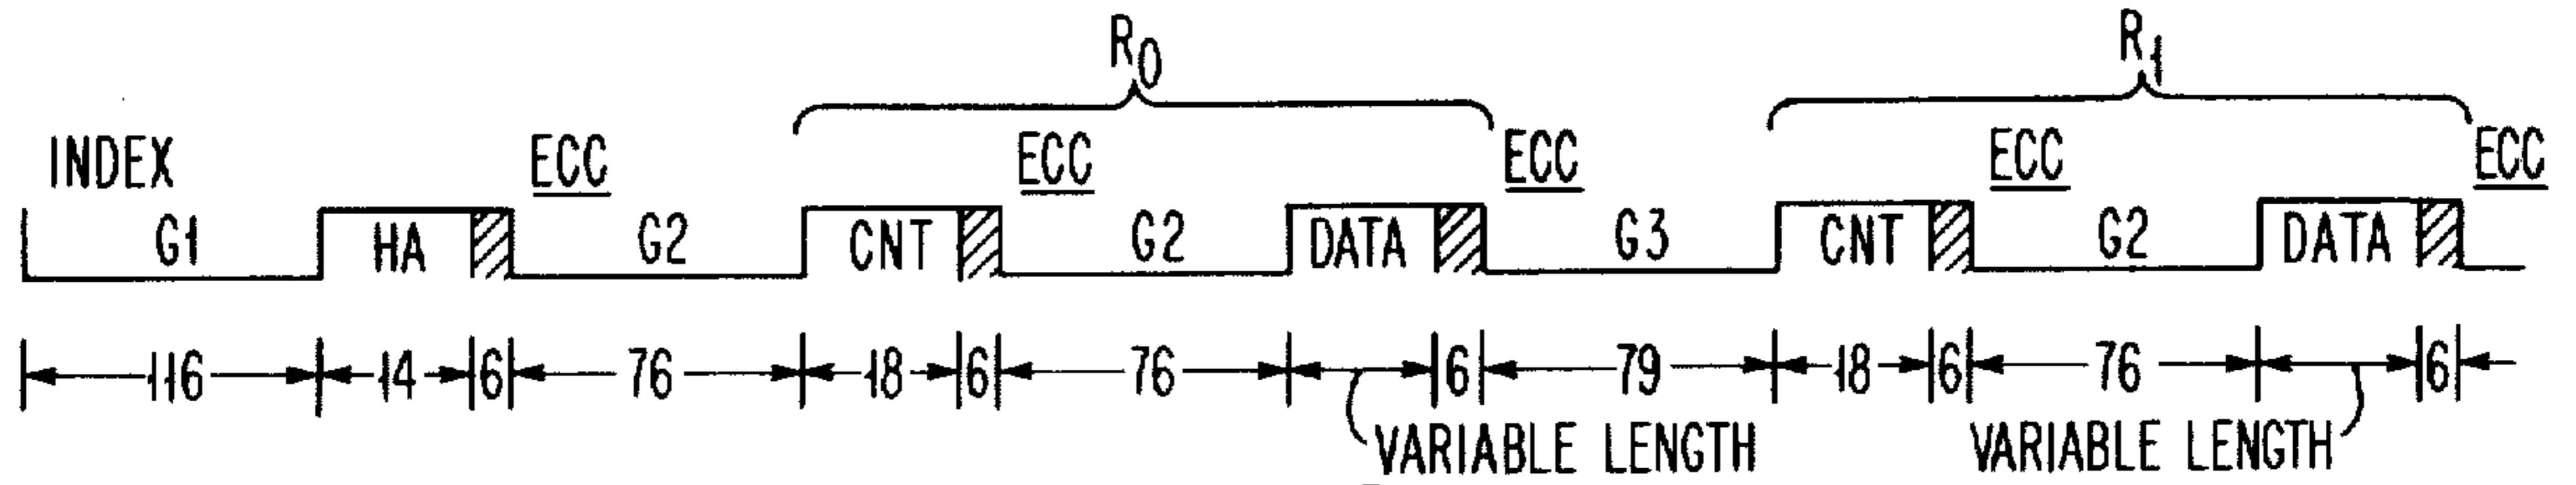 R0 R1
INDEX ECC ECC ECC ECC ECC
G1 HA G2 CNT G2 DATA G3 CNT G2 DATA
116 14 6 76 18 6 76 6 79 18 6 76 6
VARIABLE LENGTH VARIABLE LENGTH